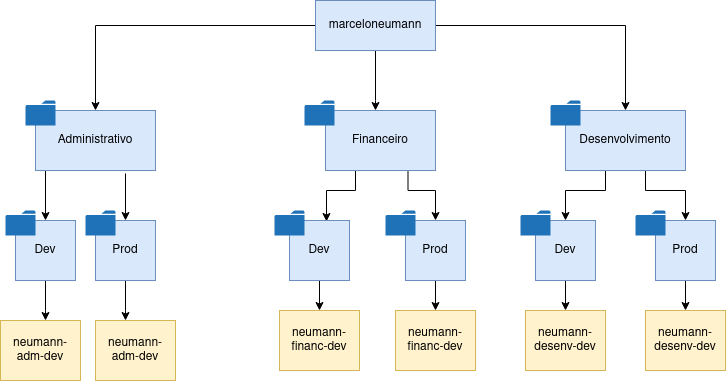 marceloneumann
Administrativo
Financeiro
Desenvolvimento
Dev
Prod
Dev
Prod
Dev
Prod
neumann-
adm-dev
neumann-
adm-dev
neumann-
financ-dev
neumann-
financ-dev
neumann-
desenv-dev
neumann-
desenv-dev